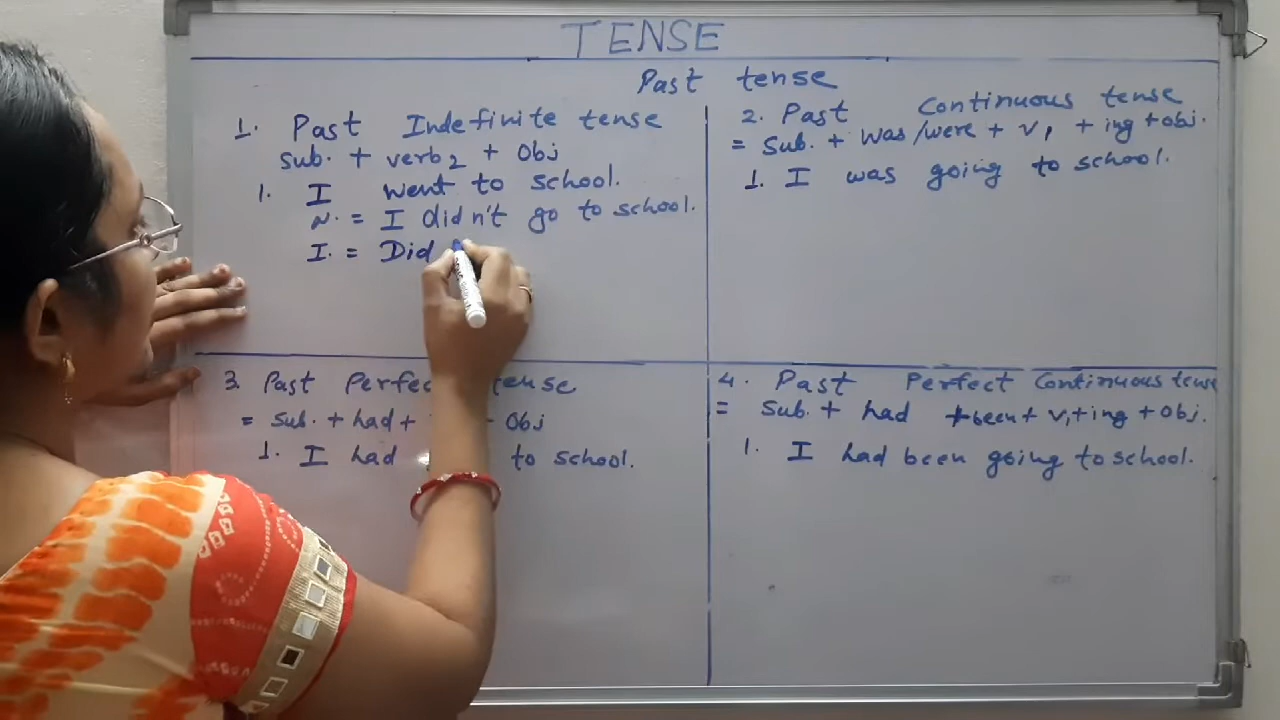 TENSE
Past tense
1. Past Indefinite tense
sub. + verb2 + Obj
1. I went to school.
N. = I didn't go to school.
I. = Did
2. Past Continuous tense
= Sub. + was/were + V1 + ing + obj.
1. I was going to school.
3. Past Perfec tense
= Sub. + had + Obj
1. I had to school.
4. Past Perfect Continuous tense
= Sub. + had + been + V1 + ing + Obj.
1. I had been going to school.